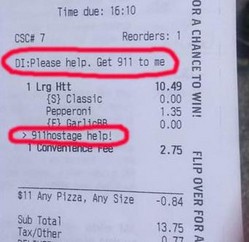 Time due: 16:10
CSC# 7 Reorders: 1
DI:Please help. Get 911 to me
1 Lrg Htt 10.49
{S} Classic 0.00
Pepperoni 1.35
{F} GarlicBB 0.00
> 911hostage help!
1 Convenience Fee 2.75
$11 Any Pizza, Any Size -0.84
Sub Total 13.75
Tax/Other
OR A CHANCE TO WIN!
FLIP OVER FOR A